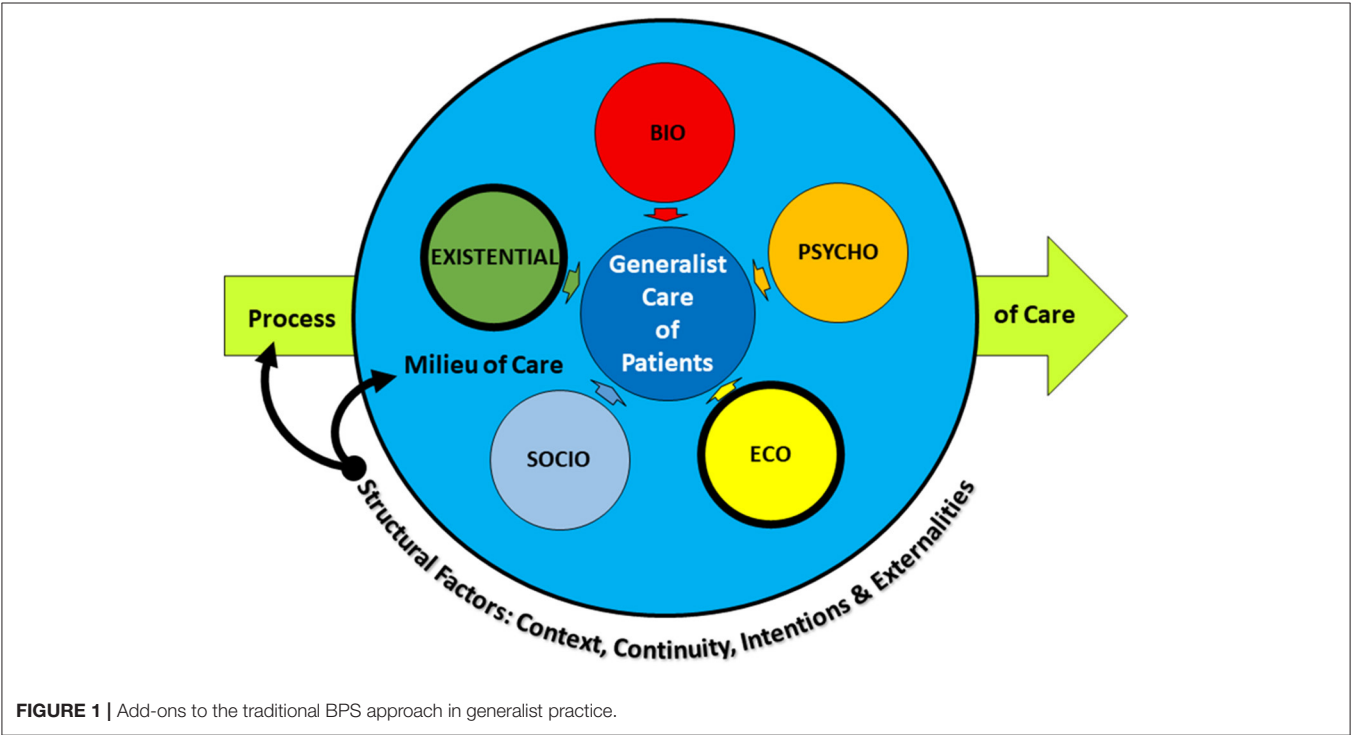 BIO
EXISTENTIAL
PSYCHO
Generalist
Care
of
Patients
Process
of Care
Milieu of Care
SOCIO
ECO
Structural Factors: Context, Continuity, Intentions & Externalities
FIGURE 1 | Add-ons to the traditional BPS approach in generalist practice.